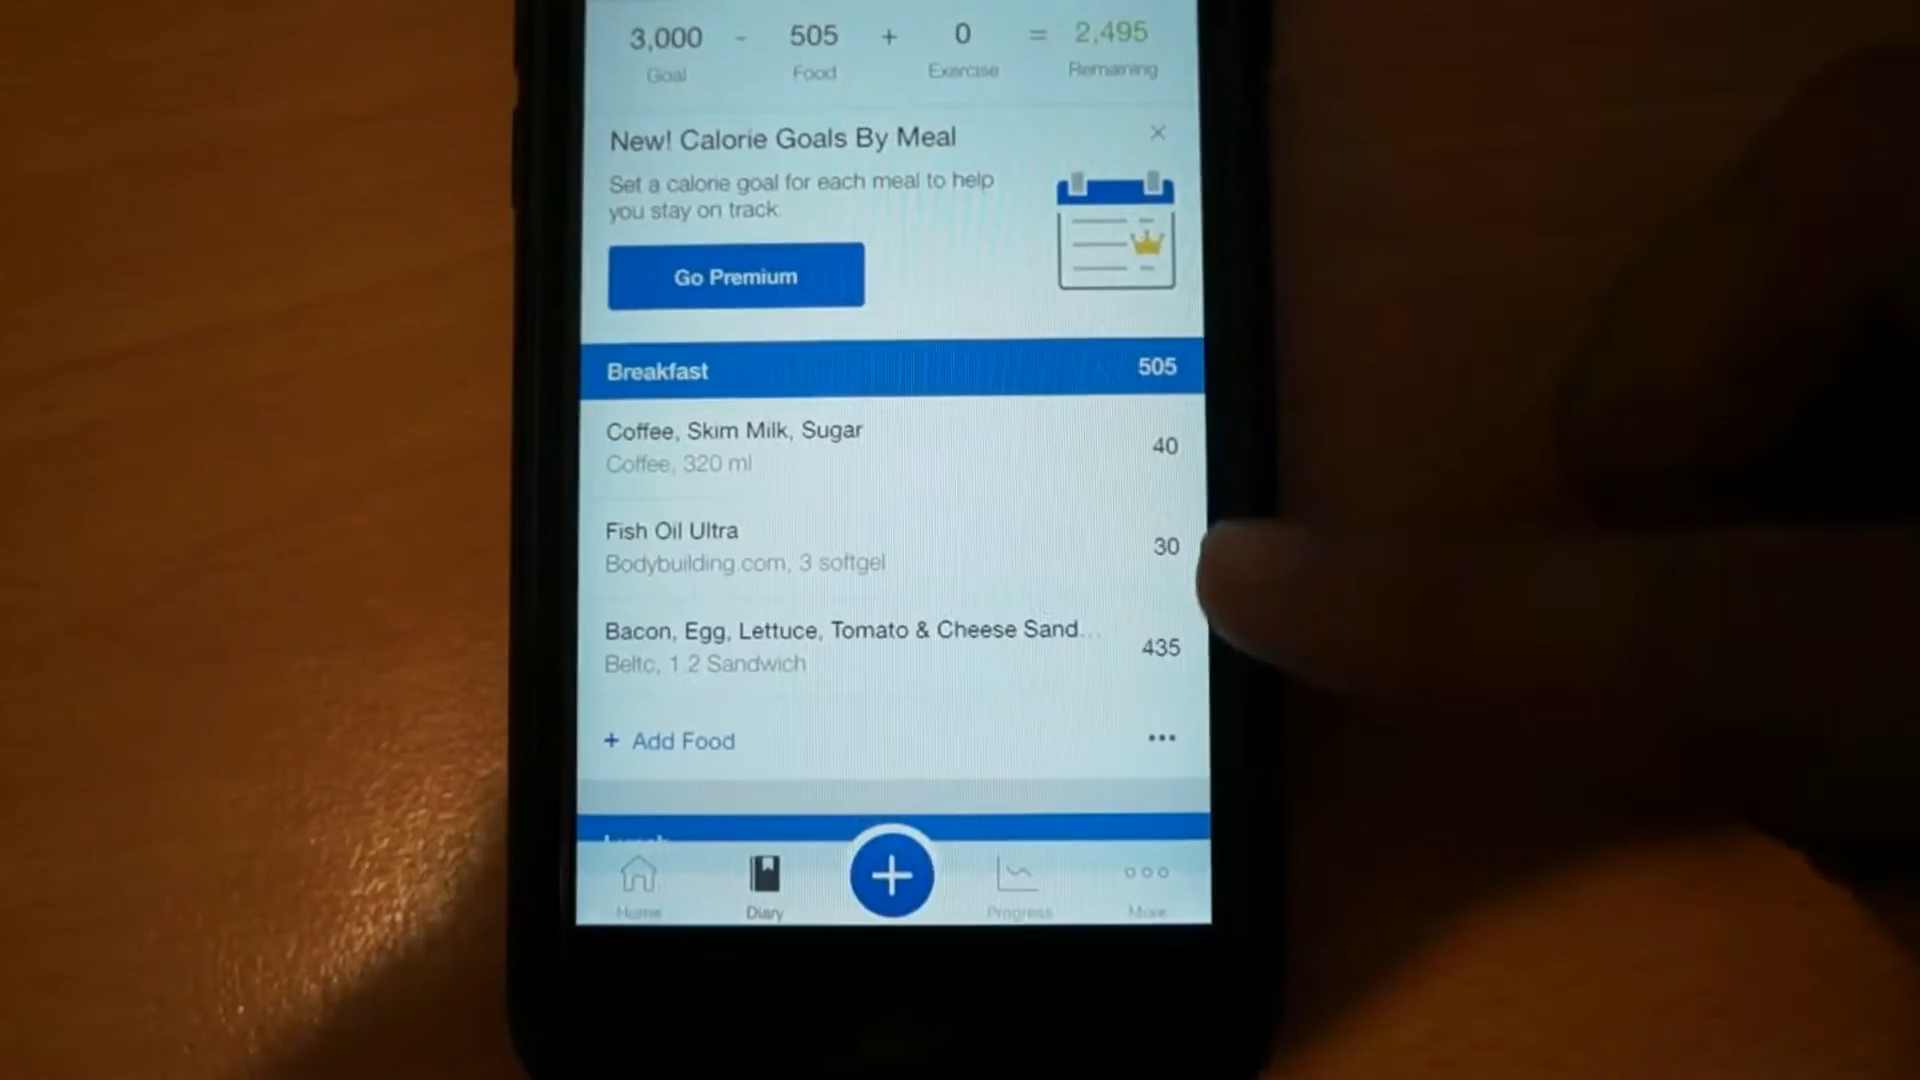 3,000 - 505 + 0 = 2,495
Goal Food Exercise Remaining
New! Calorie Goals By Meal
Set a calorie goal for each meal to help
you stay on track.
Go Premium
Breakfast 505
Coffee, Skim Milk, Sugar
Coffee, 320 ml
40
Fish Oil Ultra
Bodybuilding.com, 3 softgel
30
Bacon, Egg, Lettuce, Tomato & Cheese Sand...
Beltc, 1.2 Sandwich
435
+ Add Food
Home Diary Progress More